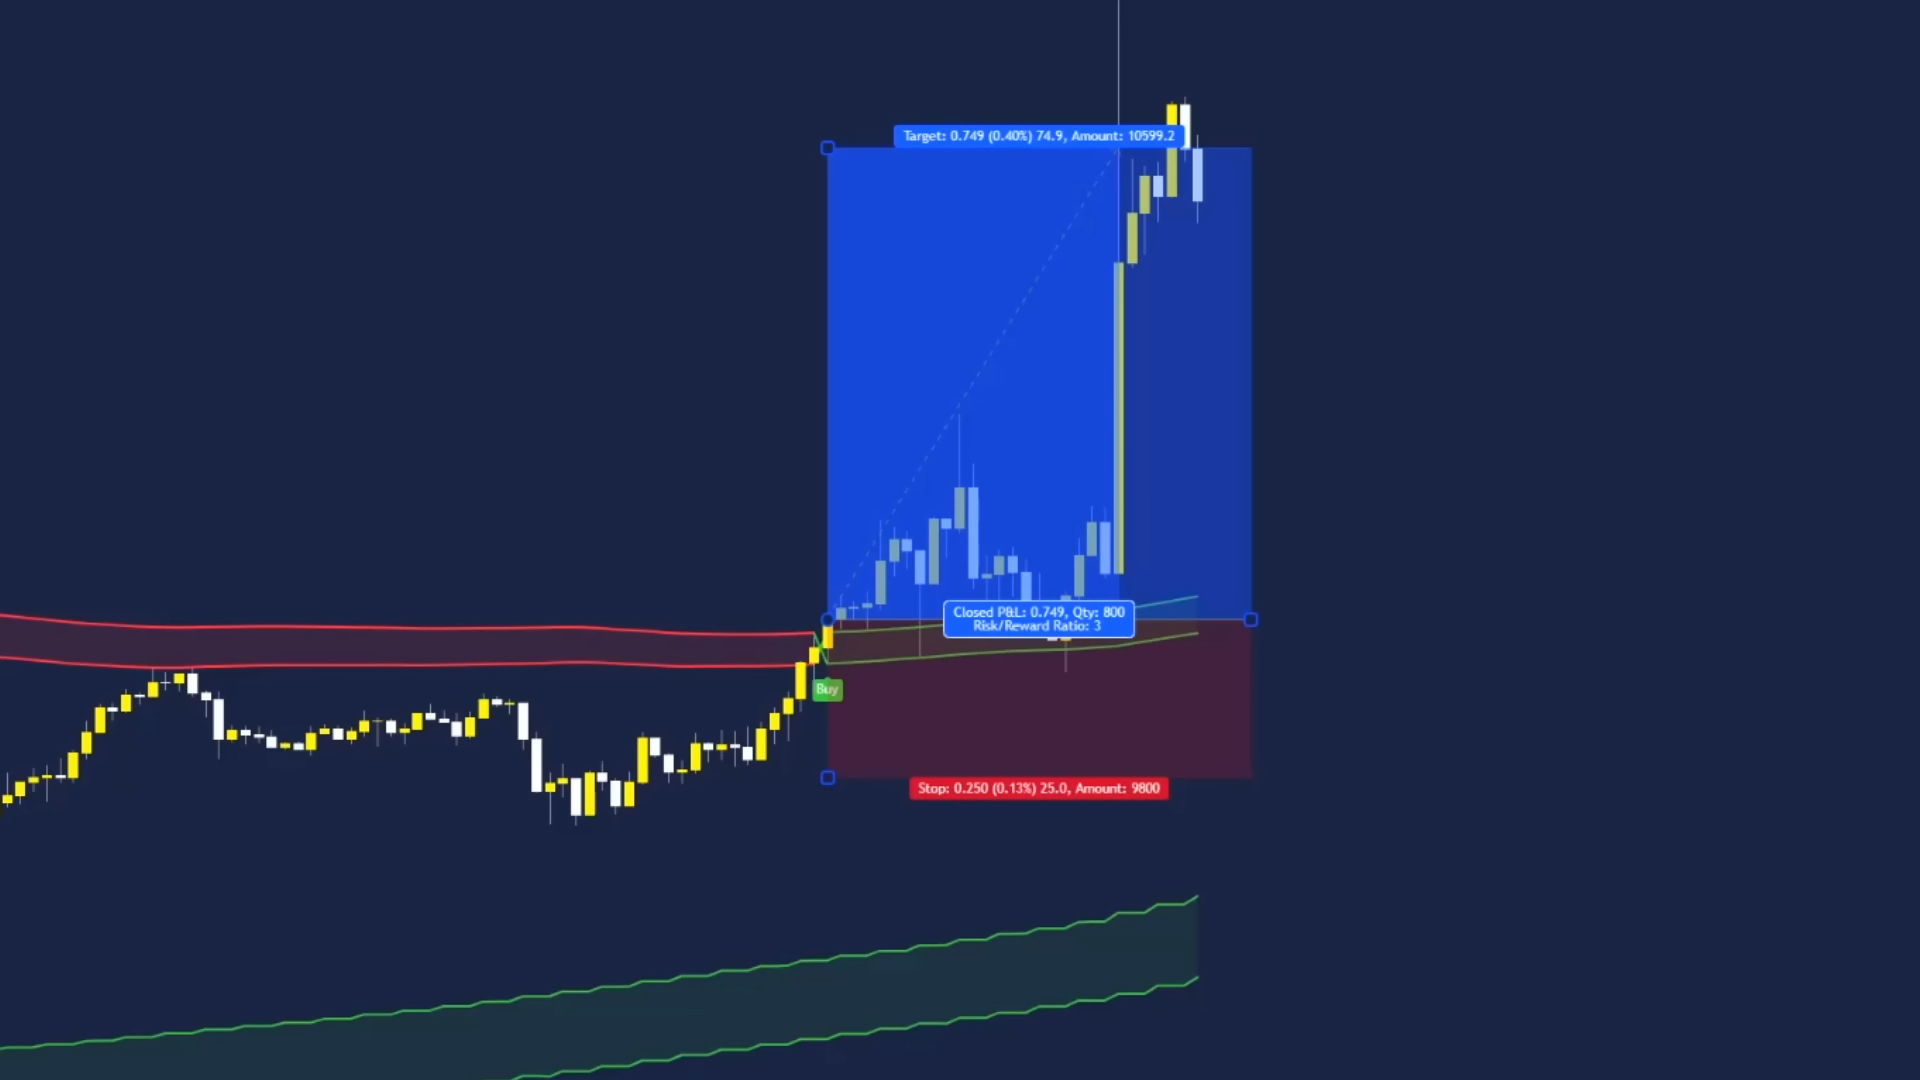 Target: 0.749 (0.40%) 74.9, Amount: 10599.2
Closed P&L: 0.749, Qty: 800
Risk/Reward Ratio: 3
Buy
Stop: 0.250 (0.13%) 25.0, Amount: 9800